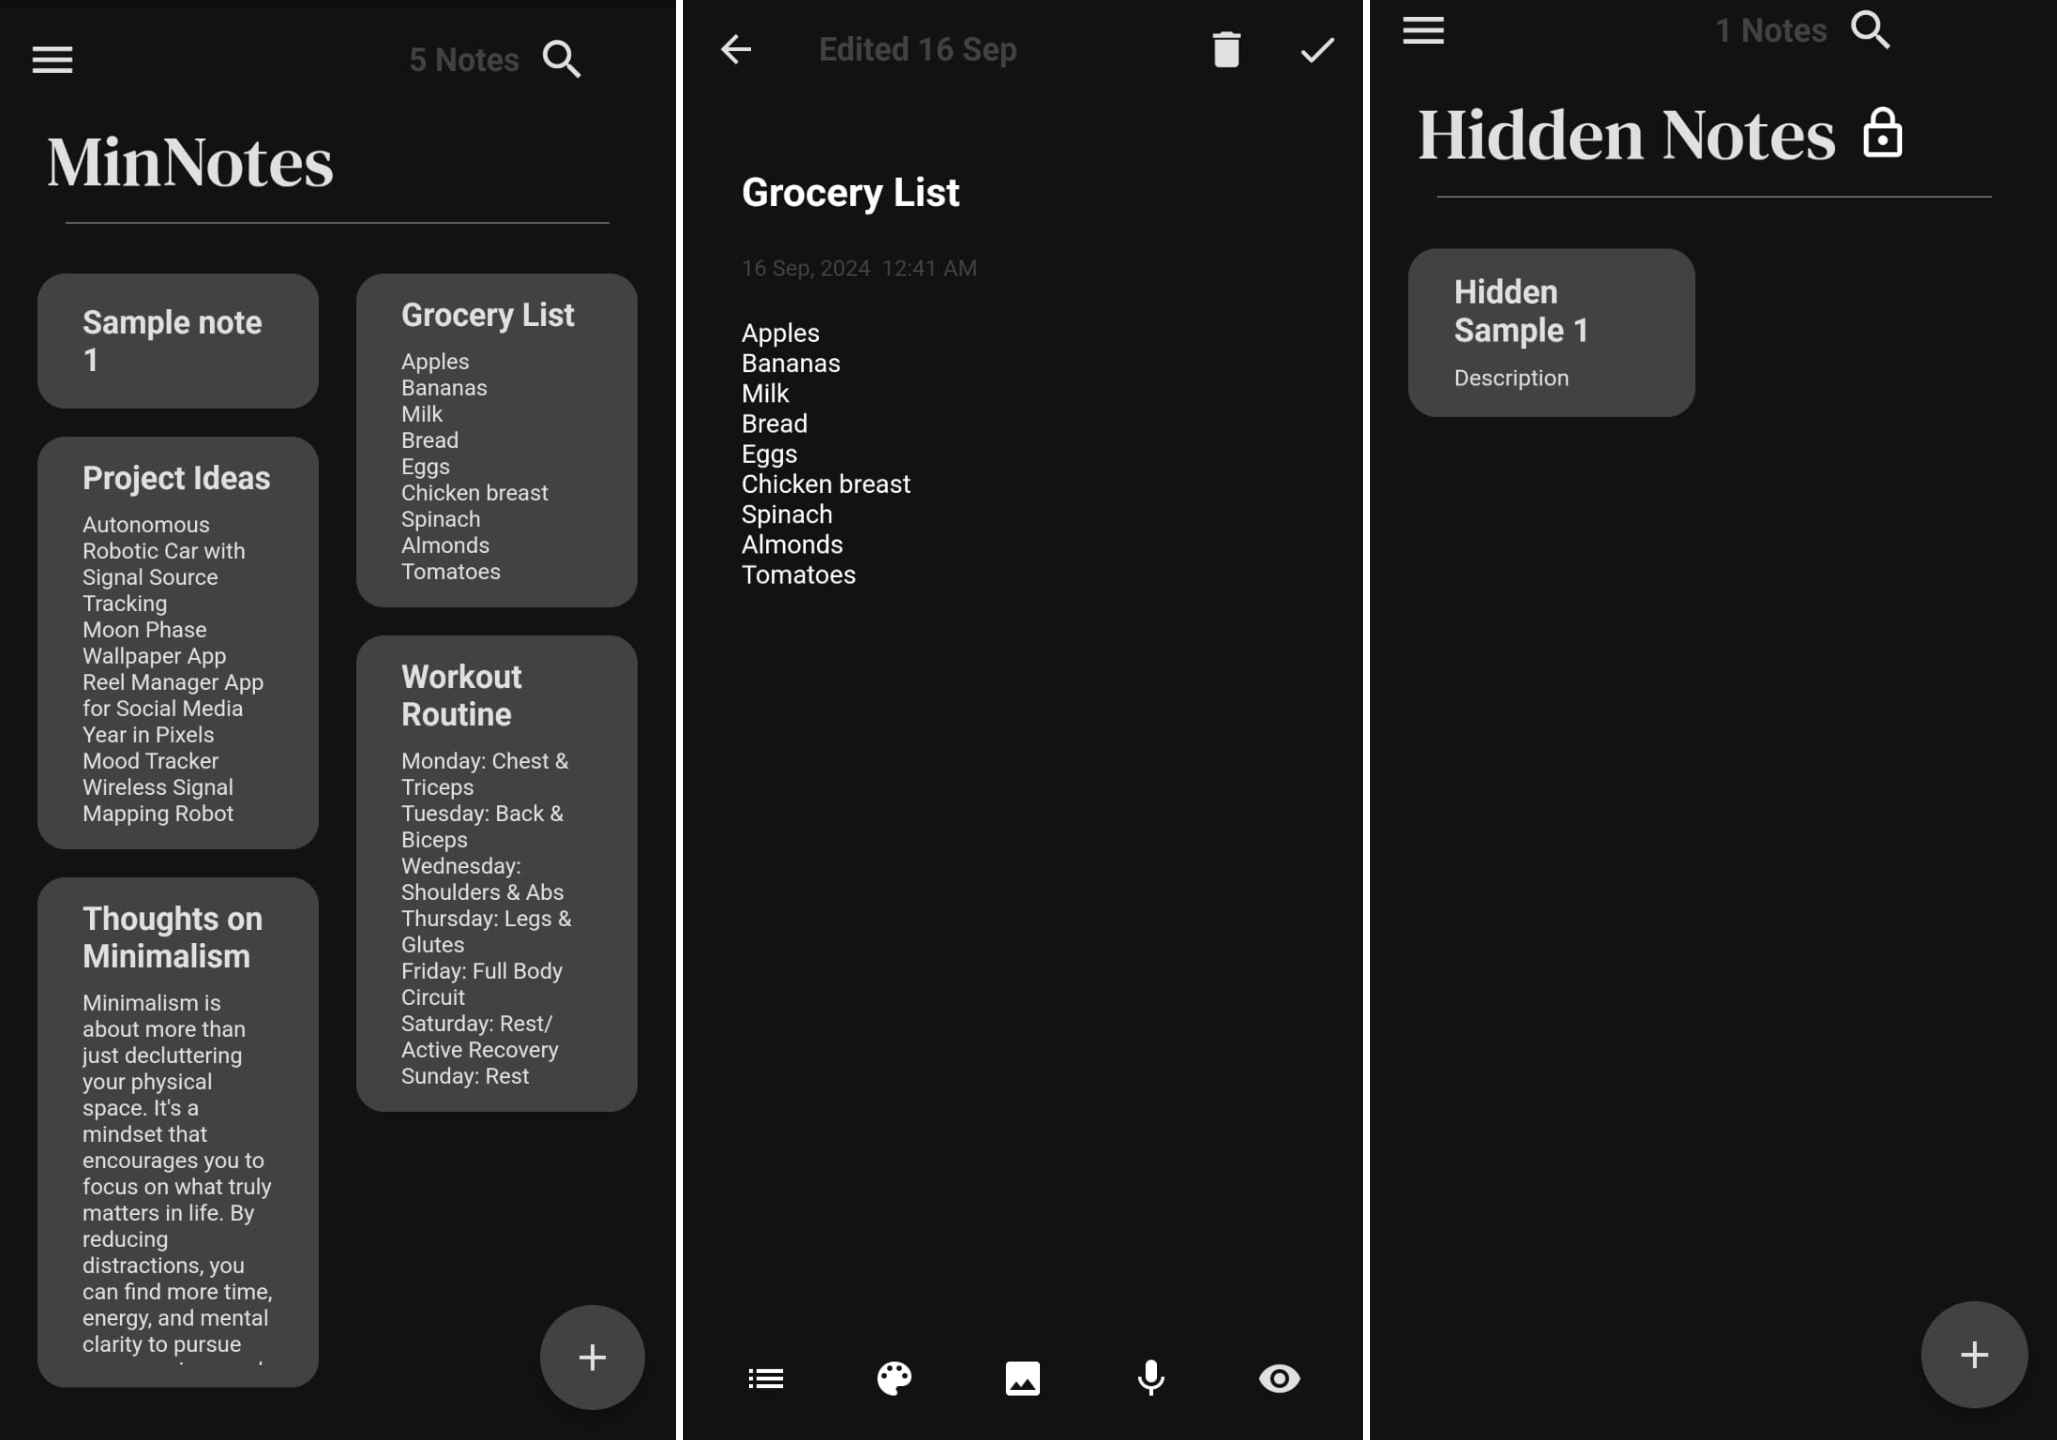 5 Notes
MinNotes
Sample note
1
Project Ideas
Autonomous
Robotic Car with
Signal Source
Tracking
Moon Phase
Wallpaper App
Reel Manager App
for Social Media
Year in Pixels
Mood Tracker
Wireless Signal
Mapping Robot
Thoughts on
Minimalism
Minimalism is
about more than
just decluttering
your physical
space. It's a
mindset that
encourages you to
focus on what truly
matters in life. By
reducing
distractions, you
can find more time,
energy, and mental
clarity to pursue
Grocery List
Apples
Bananas
Milk
Bread
Eggs
Chicken breast
Spinach
Almonds
Tomatoes
Workout
Routine
Monday: Chest &
Triceps
Tuesday: Back &
Biceps
Wednesday:
Shoulders & Abs
Thursday: Legs &
Glutes
Friday: Full Body
Circuit
Saturday: Rest/
Active Recovery
Sunday: Rest
Edited 16 Sep
Grocery List
16 Sep, 2024 12:41 AM
Apples
Bananas
Milk
Bread
Eggs
Chicken breast
Spinach
Almonds
Tomatoes
1 Notes
Hidden Notes
Hidden
Sample 1
Description